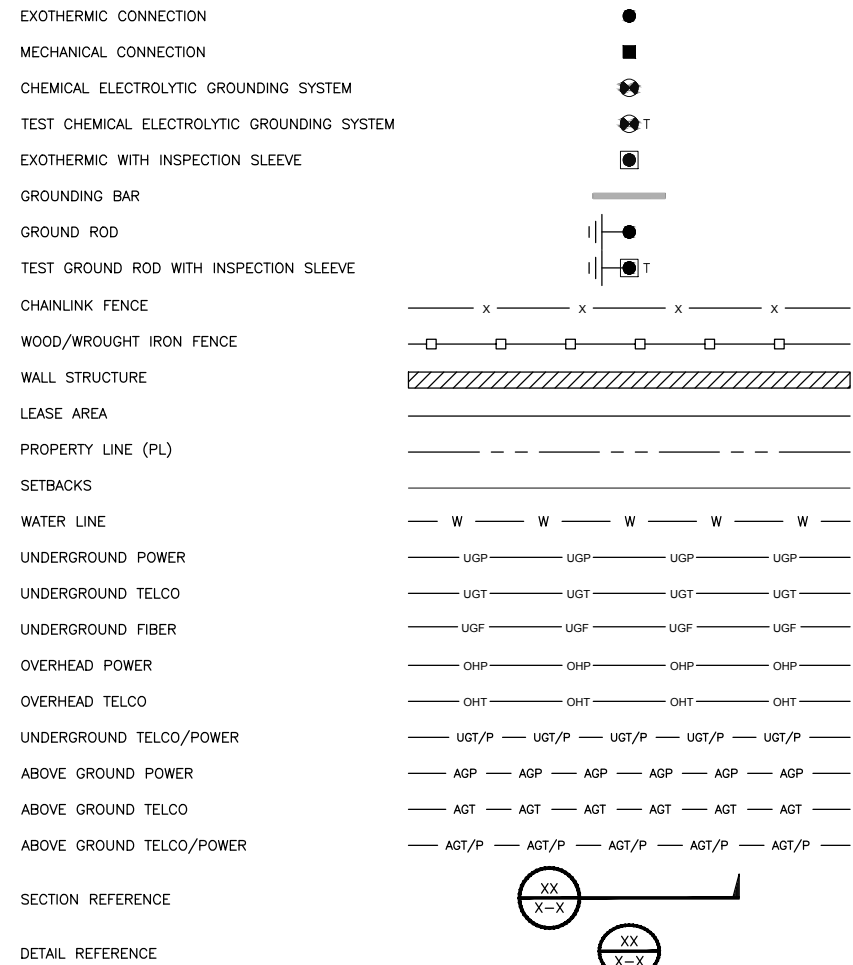 EXOTHERMIC CONNECTION
MECHANICAL CONNECTION
CHEMICAL ELECTROLYTIC GROUNDING SYSTEM
TEST CHEMICAL ELECTROLYTIC GROUNDING SYSTEM T
EXOTHERMIC WITH INSPECTION SLEEVE
GROUNDING BAR
GROUND ROD
TEST GROUND ROD WITH INSPECTION SLEEVE T
CHAINLINK FENCE X X X X
WOOD/WROUGHT IRON FENCE
WALL STRUCTURE
LEASE AREA
PROPERTY LINE (PL)
SETBACKS
WATER LINE W W W W W
UNDERGROUND POWER UGP UGP UGP UGP
UNDERGROUND TELCO UGT UGT UGT UGT
UNDERGROUND FIBER UGF UGF UGF UGF
OVERHEAD POWER OHP OHP OHP OHP
OVERHEAD TELCO OHT OHT OHT OHT
UNDERGROUND TELCO/POWER UGT/P UGT/P UGT/P UGT/P UGT/P
ABOVE GROUND POWER AGP AGP AGP AGP AGP AGP
ABOVE GROUND TELCO AGT AGT AGT AGT AGT AGT
ABOVE GROUND TELCO/POWER AGT/P AGT/P AGT/P AGT/P AGT/P
XX
SECTION REFERENCE X-X
XX
DETAIL REFERENCE X-X